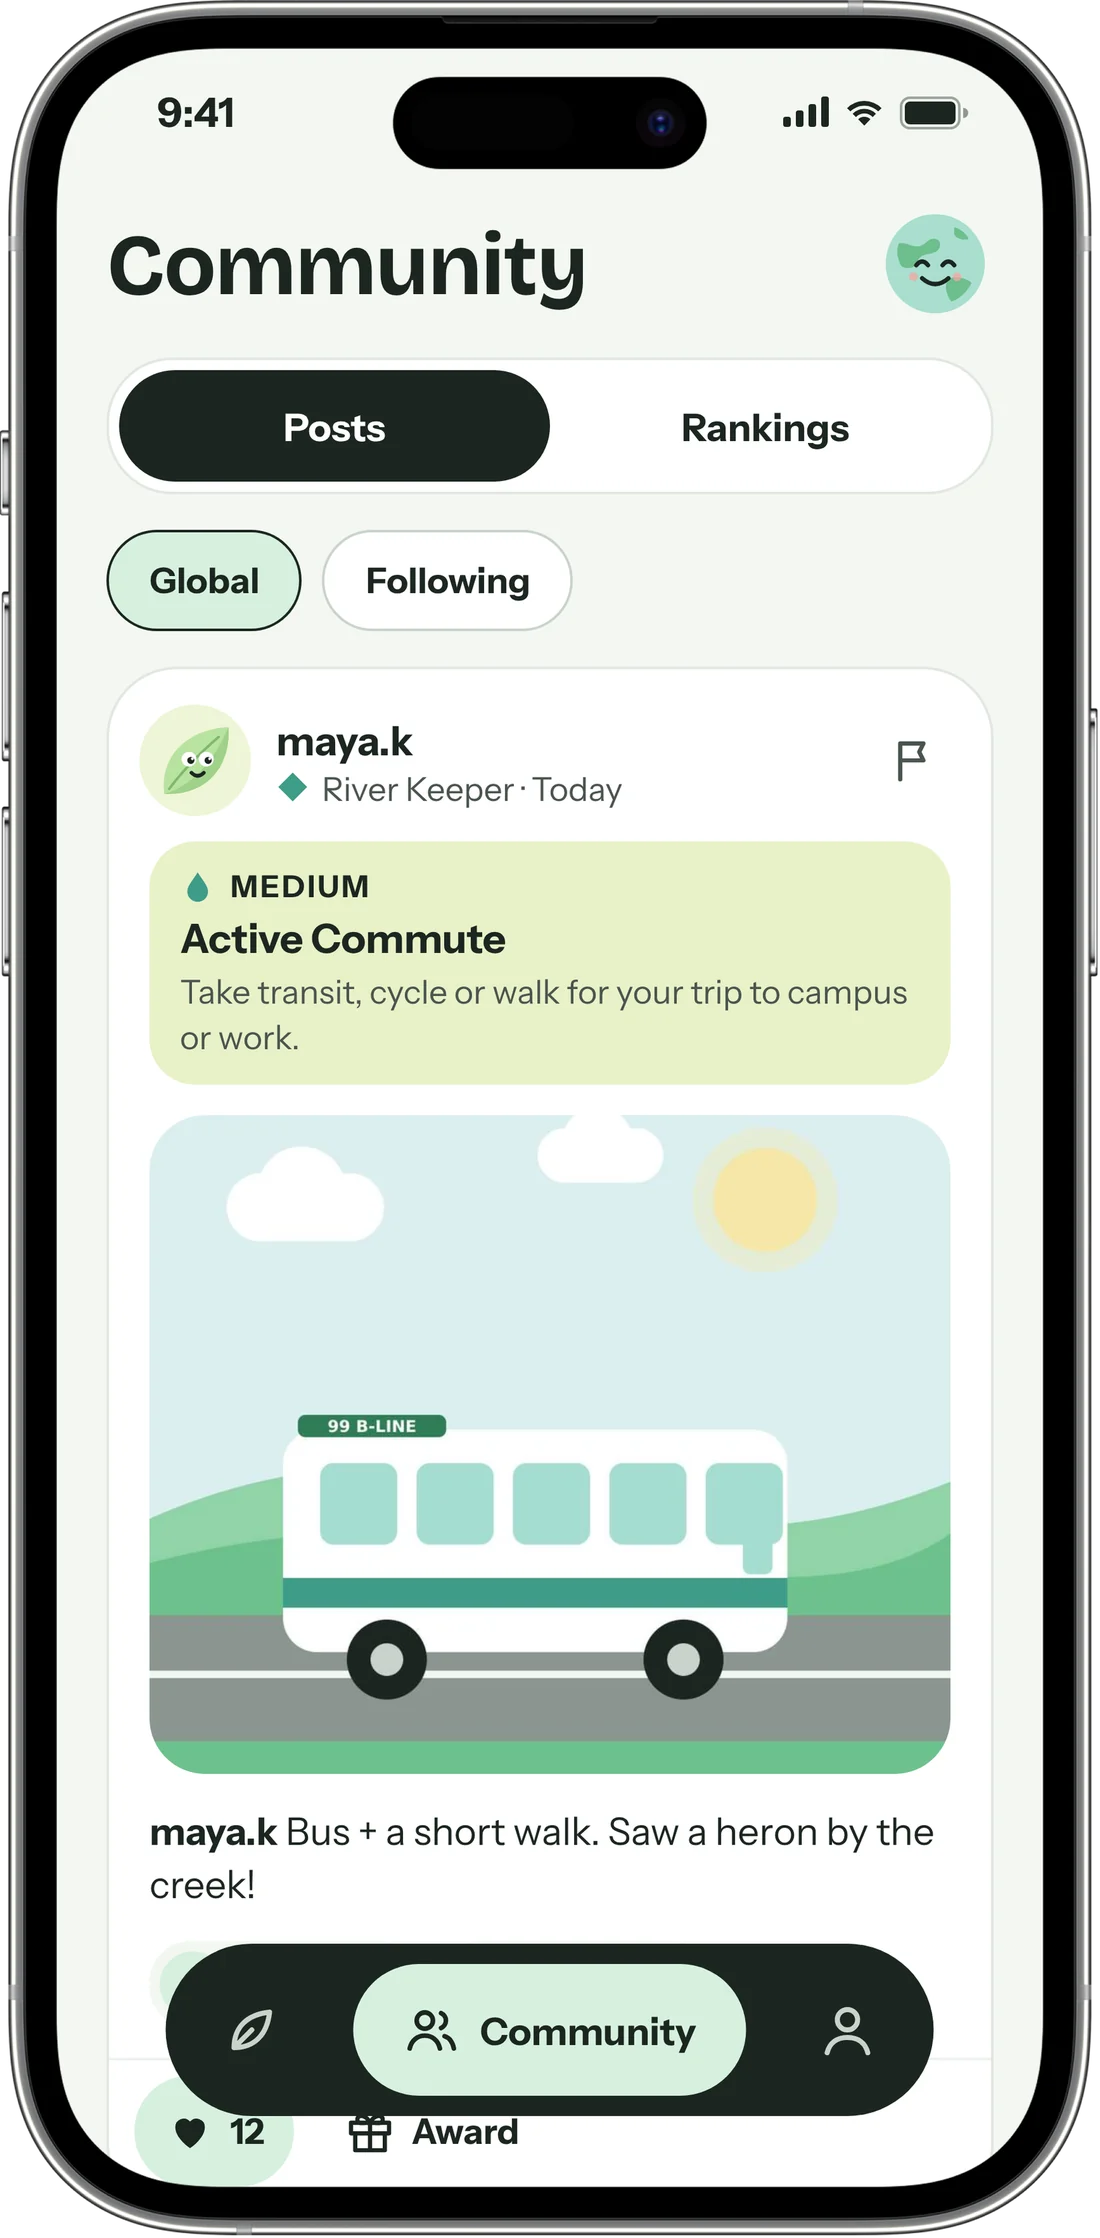 9:41
Community
Posts
Rankings
Global
Following
maya.k
River Keeper · Today
MEDIUM
Active Commute
Take transit, cycle or walk for your trip to campus
or work.
99 B-LINE
maya.k Bus + a short walk. Saw a heron by the
creek!
Community
12
Award